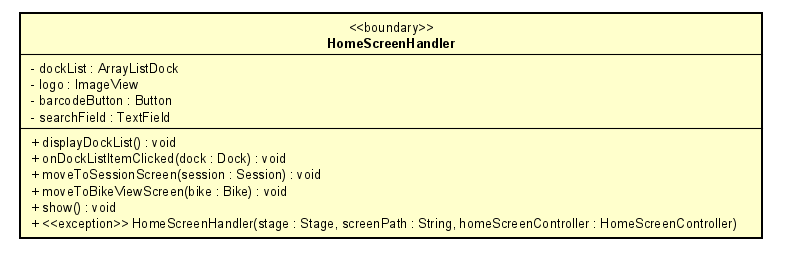 <<boundary>>
HomeScreenHandler
- dockList : ArrayListDock
- logo : ImageView
- barcodeButton : Button
- searchField : TextField
+ displayDockList() : void
+ onDockListItemClicked(dock : Dock) : void
+ moveToSessionScreen(session : Session) : void
+ moveToBikeViewScreen(bike : Bike) : void
+ show() : void
+ <<exception>> HomeScreenHandler(stage : Stage, screenPath : String, homeScreenController : HomeScreenController)